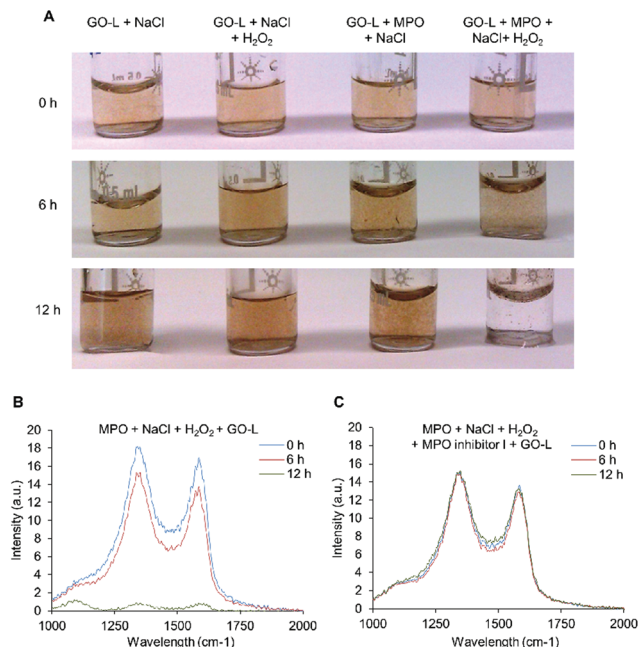 A
GO-L + NaCl
GO-L + NaCl
+ H₂O₂
GO-L + MPO
+ NaCl
GO-L + MPO +
NaCl+ H₂O₂
0 h
6 h
12 h
B
MPO + NaCl + H₂O₂ + GO-L
0 h
6 h
12 h
Intensity (a.u.)
20
18
16
14
12
10
8
6
4
2
0
1000
1250
1500
1750
2000
Wavelength (cm-1)
C
MPO + NaCl + H₂O₂
+ MPO inhibitor I + GO-L
0 h
6 h
12 h
Intensity (a.u.)
20
18
16
14
12
10
8
6
4
2
0
1000
1250
1500
1750
2000
Wavelength (cm-1)